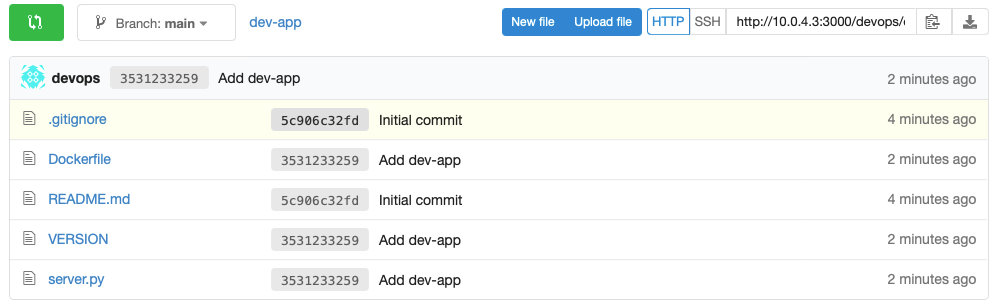 Branch: main dev-app New file Upload file HTTP SSH http://10.0.4.3:3000/devops/
devops 3531233259 Add dev-app 2 minutes ago
.gitignore 5c906c32fd Initial commit 4 minutes ago
Dockerfile 3531233259 Add dev-app 2 minutes ago
README.md 5c906c32fd Initial commit 4 minutes ago
VERSION 3531233259 Add dev-app 2 minutes ago
server.py 3531233259 Add dev-app 2 minutes ago